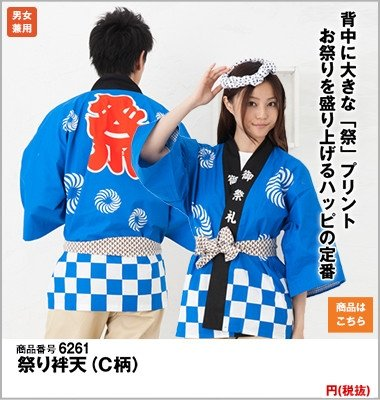 男女
兼用
背中に大きな「祭」プリント
お祭りを盛り上げるハッピの定番
祭
御祭礼
商品は
こちら
商品番号 6261
祭り袢天（C柄）
円(税抜)